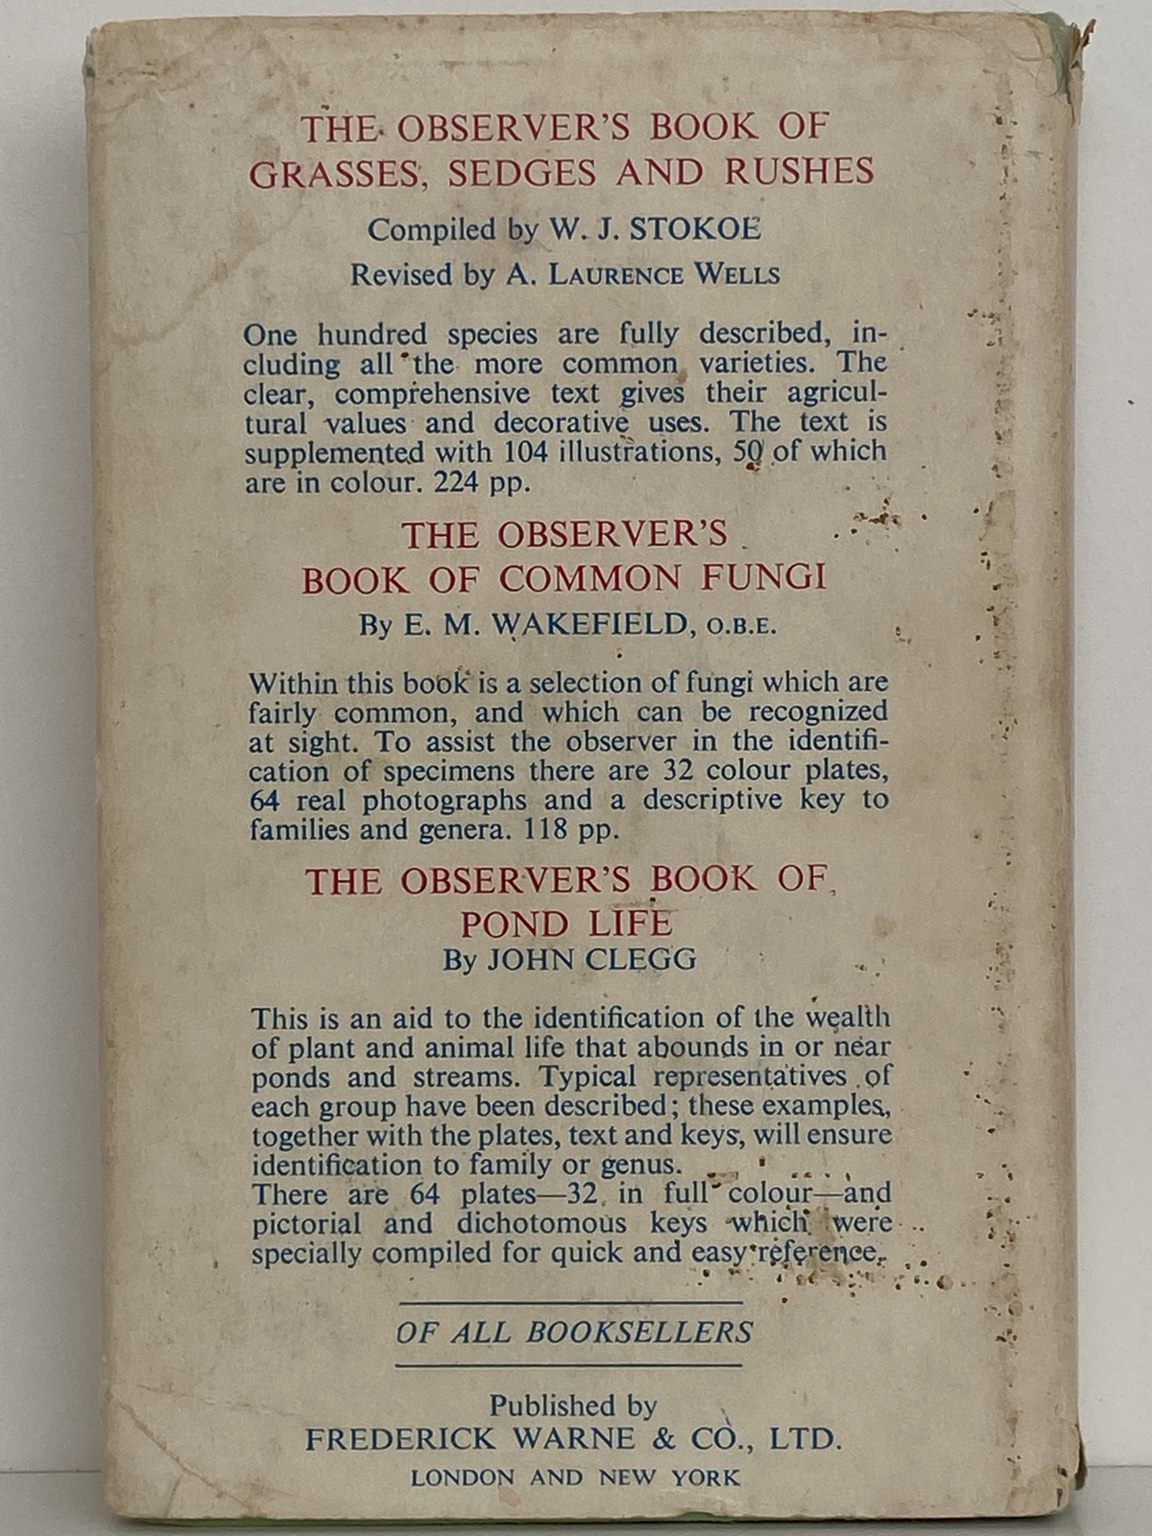 THE OBSERVER'S BOOK OF
GRASSES, SEDGES AND RUSHES
Compiled by W. J. STOKOE
Revised by A. LAURENCE WELLS
One hundred species are fully described, in-
cluding all the more common varieties. The
clear, comprehensive text gives their agricul-
tural values and decorative uses. The text is
supplemented with 104 illustrations, 50 of which
are in colour. 224 pp.
THE OBSERVER'S
BOOK OF COMMON FUNGI
By E. M. WAKEFIELD, O.B.E.
Within this book is a selection of fungi which are
fairly common, and which can be recognized
at sight. To assist the observer in the identifi-
cation of specimens there are 32 colour plates,
64 real photographs and a descriptive key to
families and genera. 118 pp.
THE OBSERVER'S BOOK OF
POND LIFE
By JOHN CLEGG
This is an aid to the identification of the wealth
of plant and animal life that abounds in or near
ponds and streams. Typical representatives of
each group have been described; these examples,
together with the plates, text and keys, will ensure
identification to family or genus.
There are 64 plates—32 in full colour—and
pictorial and dichotomous keys which were
specially compiled for quick and easy reference.
OF ALL BOOKSELLERS
Published by
FREDERICK WARNE & CO., LTD.
LONDON AND NEW YORK